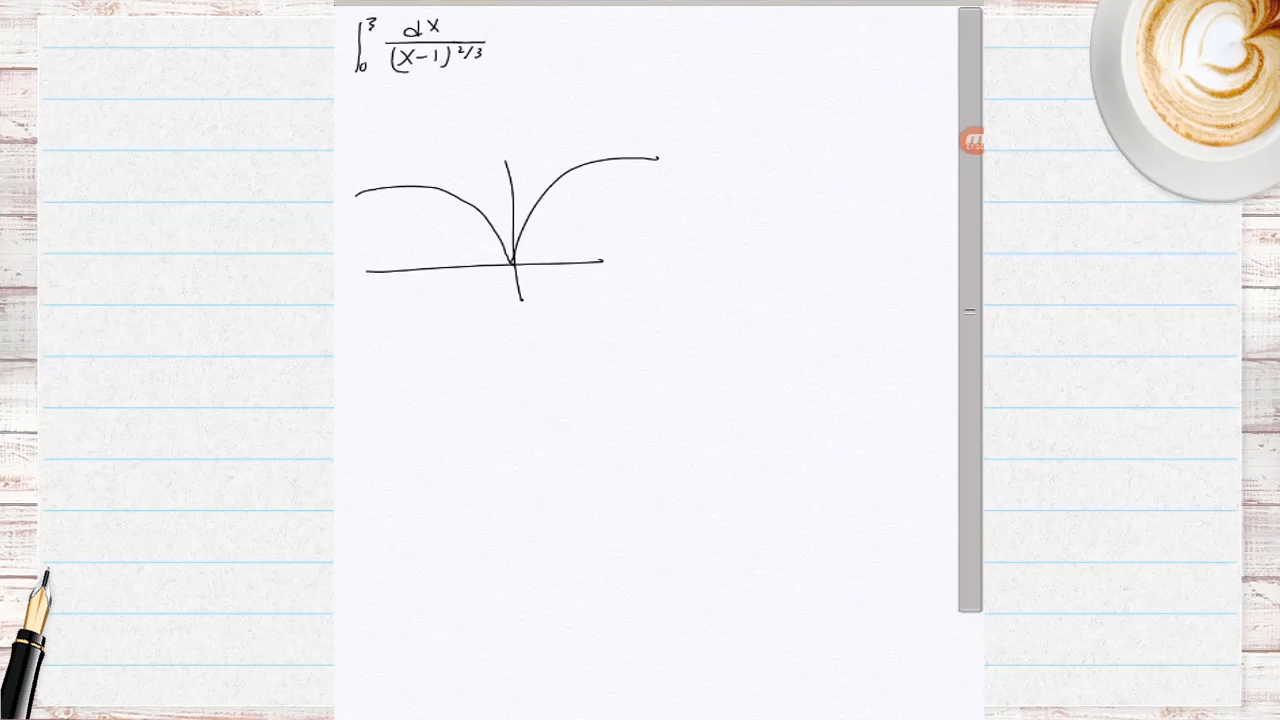 ∫₀³ dx / (x-1)^(2/3)